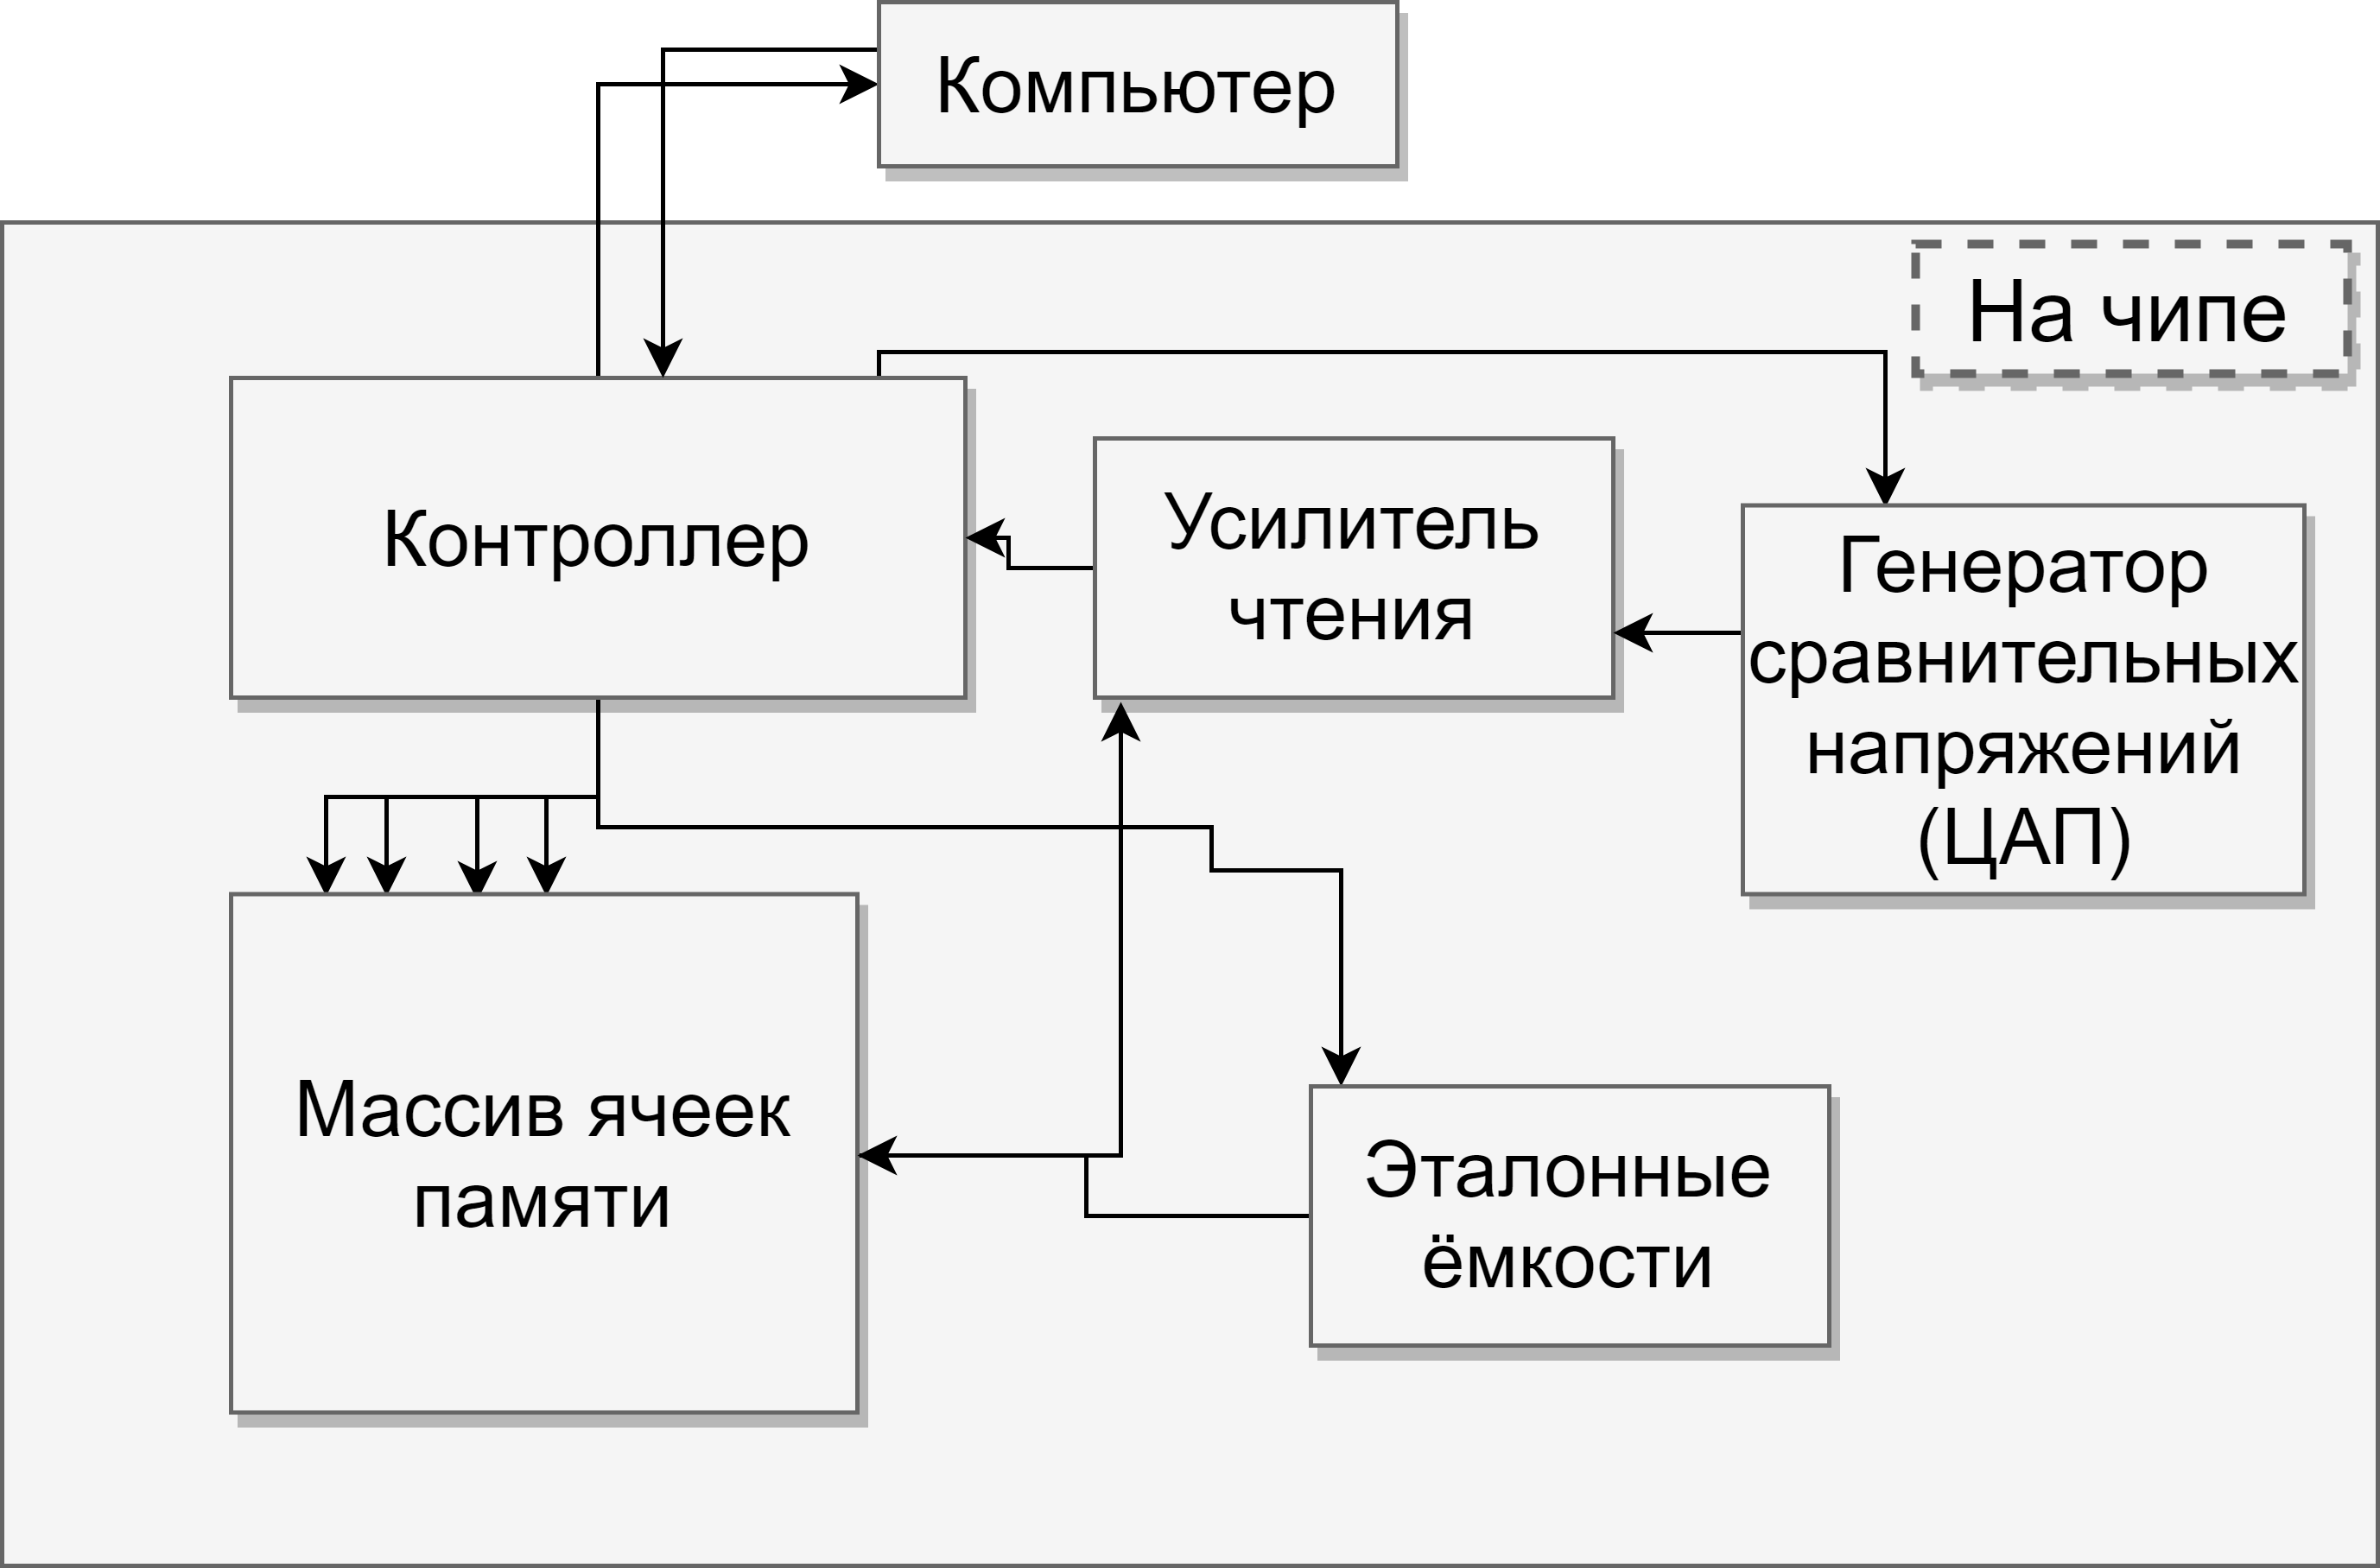 Компьютер
На чипе
Контроллер
Усилитель
чтения
Генератор
сравнительных
напряжений
(ЦАП)
Массив ячеек
памяти
Эталонные
ёмкости